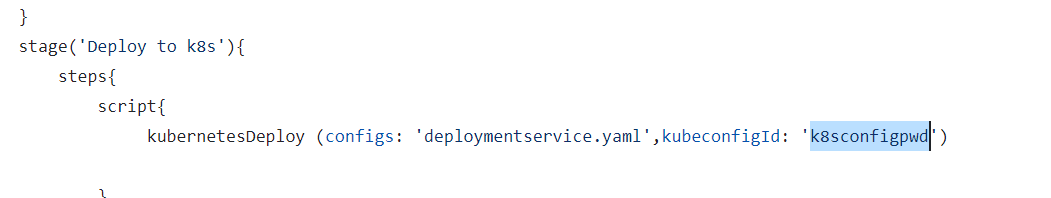 }
stage('Deploy to k8s'){
steps{
script{
kubernetesDeploy (configs: 'deploymentservice.yaml',kubeconfigId: 'k8sconfigpwd')
}